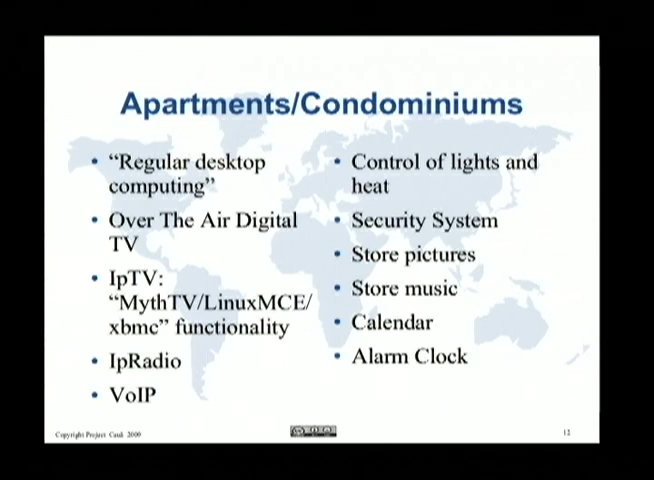 Apartments/Condominiums
• “Regular desktop
computing”
• Over The Air Digital
TV
• IpTV:
“MythTV/LinuxMCE/
xbmc” functionality
• IpRadio
• VoIP
• Control of lights and
heat
• Security System
• Store pictures
• Store music
• Calendar
• Alarm Clock
Copyright Project Cauã 2009
12